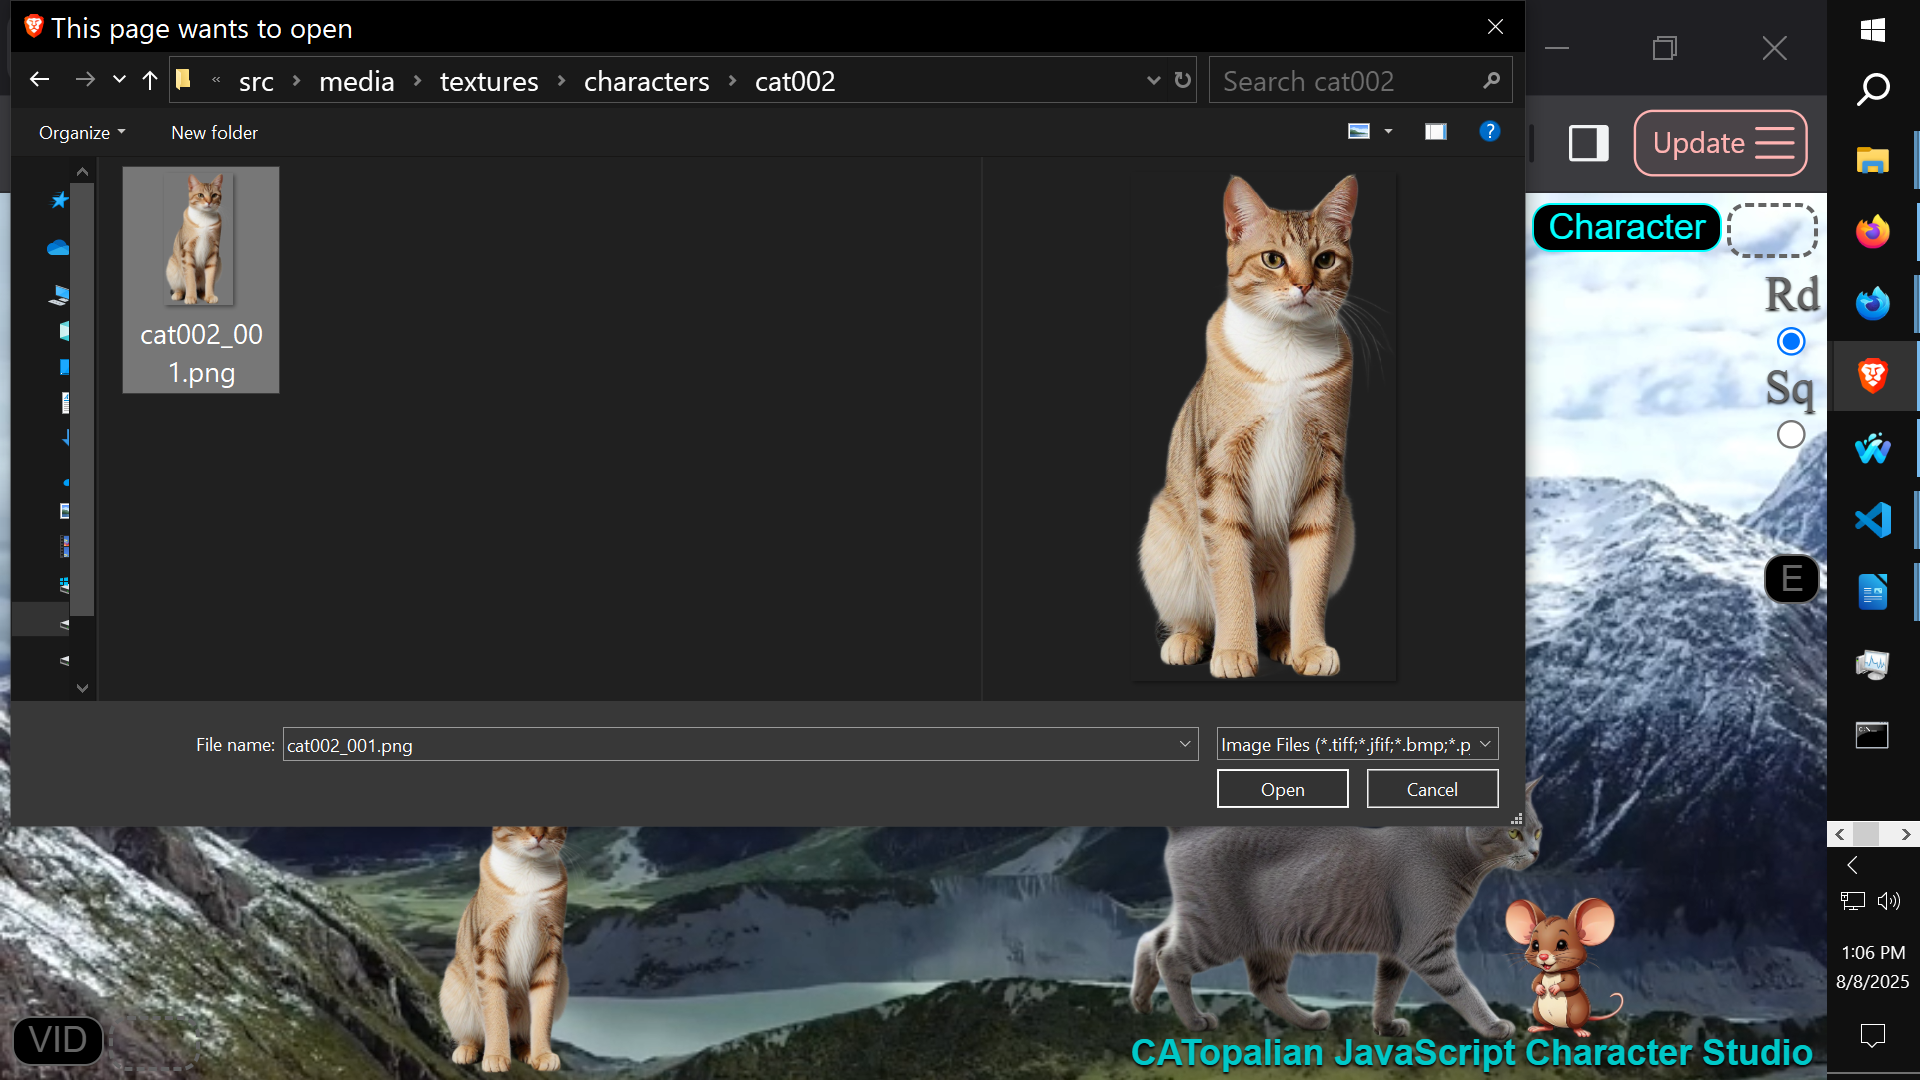 This page wants to open
« src › media › textures › characters › cat002
Search cat002
Organize
New folder
?
Update
cat002_00
1.png
Character
Rd
Sq
E
File name:
cat002_001.png
Image Files (*.tiff;*.jfif;*.bmp;*.p
Open
Cancel
1:06 PM
8/8/2025
VID
CATopalian JavaScript Character Studio